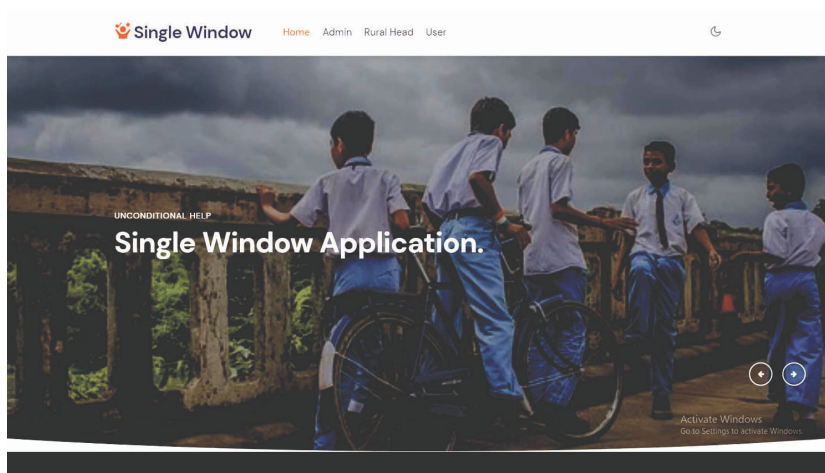 Single Window
Home Admin Rural Head User
UNCONDITIONAL HELP
Single Window Application.
Activate Windows
Go to Settings to activate Windows.